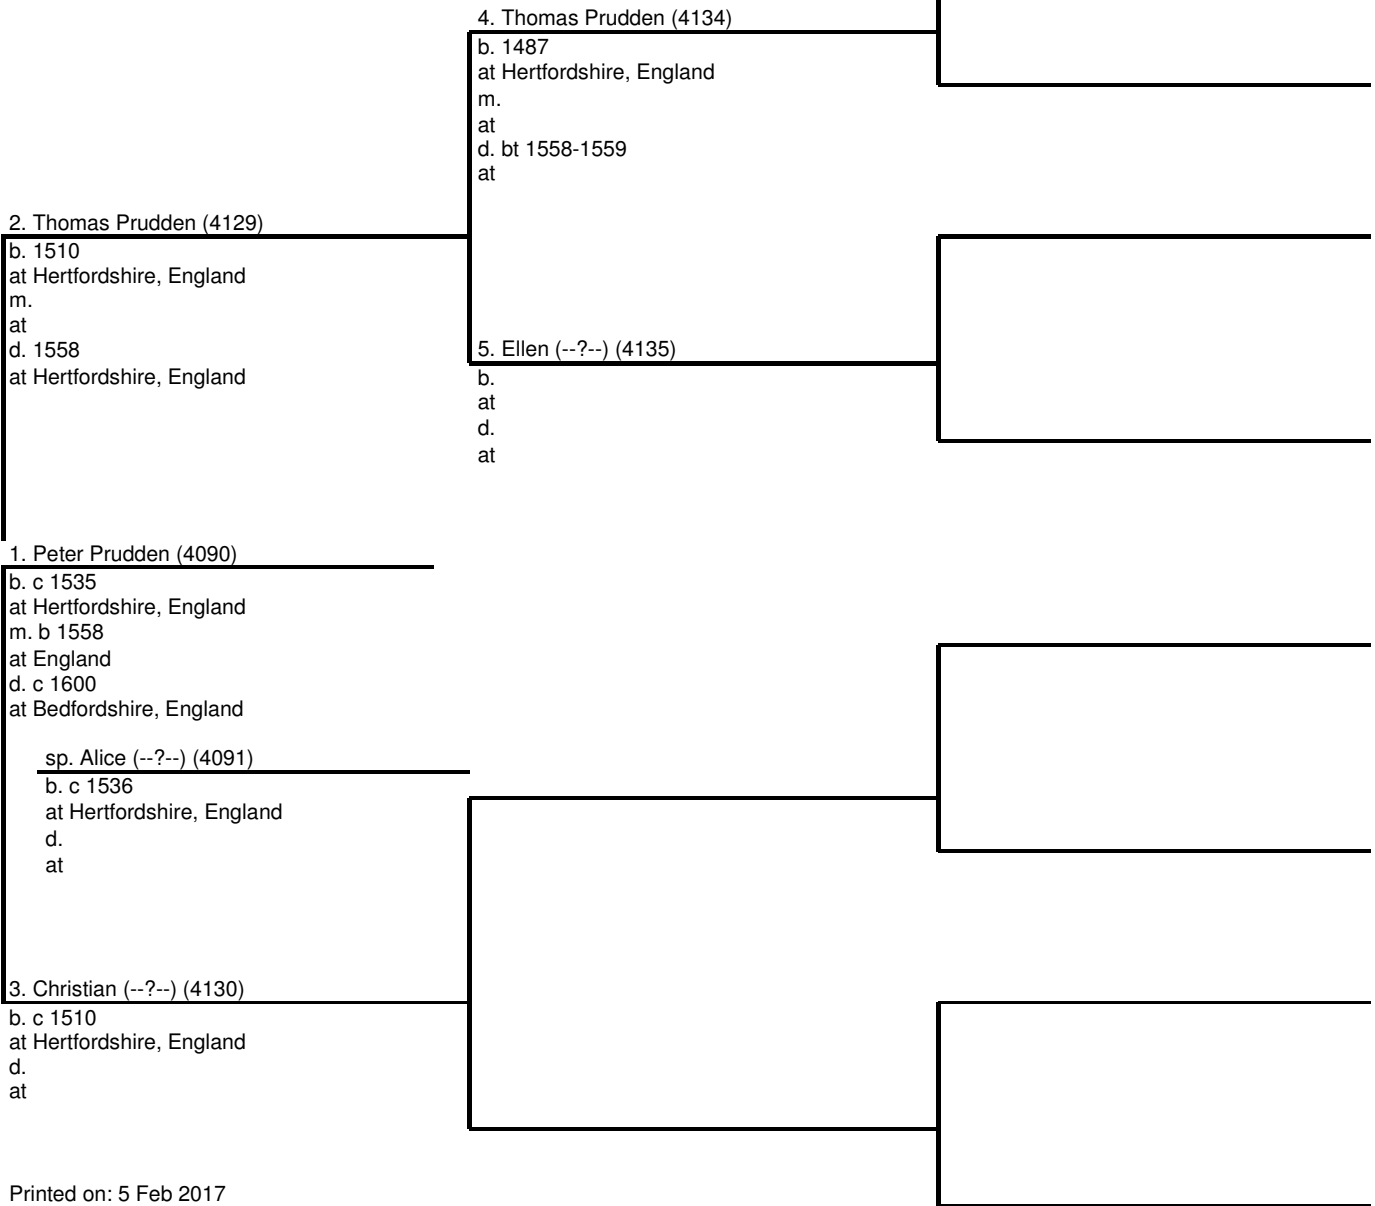 4. Thomas Prudden (4134)
b. 1487
at Hertfordshire, England
m.
at
d. bt 1558-1559
at
2. Thomas Prudden (4129)
b. 1510
at Hertfordshire, England
m.
at
d. 1558
at Hertfordshire, England
5. Ellen (--?--) (4135)
b.
at
d.
at
1. Peter Prudden (4090)
b. c 1535
at Hertfordshire, England
m. b 1558
at England
d. c 1600
at Bedfordshire, England
sp. Alice (--?--) (4091)
b. c 1536
at Hertfordshire, England
d.
at
3. Christian (--?--) (4130)
b. c 1510
at Hertfordshire, England
d.
at
Printed on: 5 Feb 2017